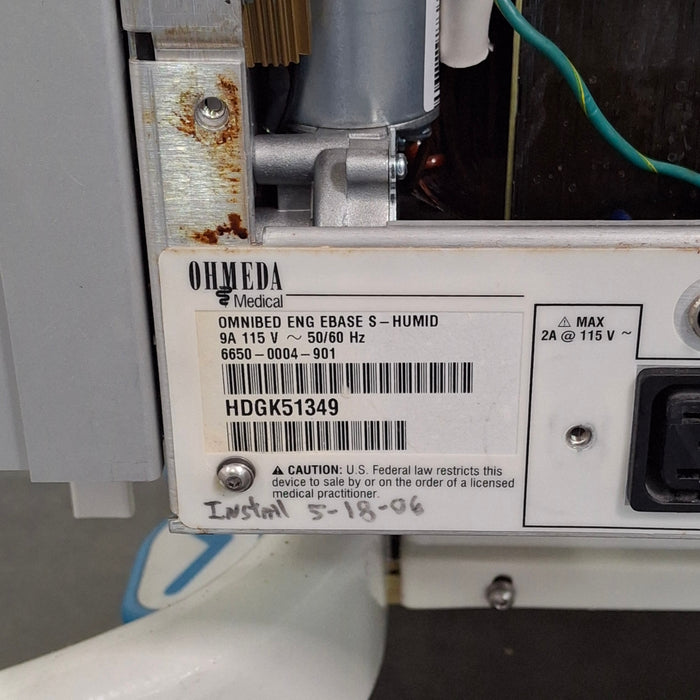 OHMEDA
Medical
OMNIBED ENG EBASE S-HUMID
9A 115 V ~ 50/60 Hz
6650-0004-901
HDGK51349
⚠ CAUTION: U.S. Federal law restricts this
device to sale by or on the order of a licensed
medical practitioner.
Install 5-18-06
⚠ MAX
2A @ 115 V ~